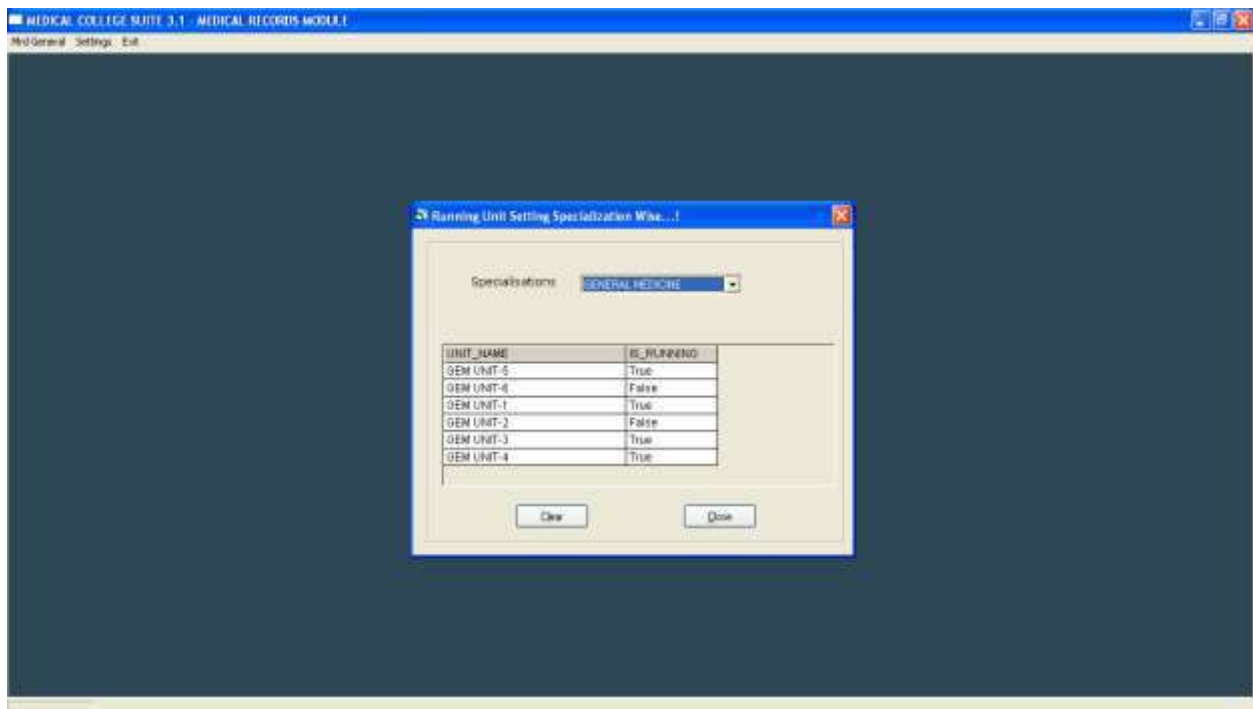 MEDICAL COLLEGE SUITE 3.1 - MEDICAL RECORDS MODULE
Mrd General Settings Exit
Running Unit Setting Specialization Wise...!
Specialisations GENERAL MEDICINE
UNIT_NAME IS_RUNNING
GEM UNIT-5 True
GEM UNIT-6 False
GEM UNIT-1 True
GEM UNIT-2 False
GEM UNIT-3 True
GEM UNIT-4 True
Clear Close